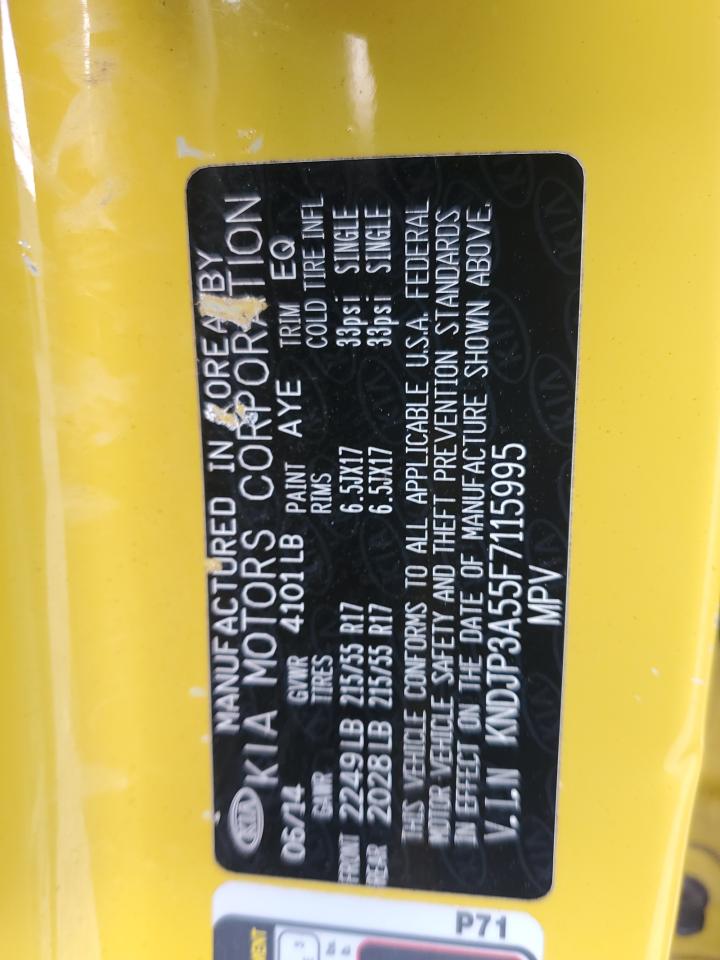 MANUFACTURED IN KOREA BY
KIA KIA MOTORS CORPORATION
06/14 GVWR 4101LB PAINT AYE TRIM EQ
GAWR TIRES RIMS COLD TIRE INFL
FRONT 2249LB 215/55 R17 6.5JX17 33psi SINGLE
REAR 2028LB 215/55 R17 6.5JX17 33psi SINGLE
THIS VEHICLE CONFORMS TO ALL APPLICABLE U.S.A. FEDERAL
MOTOR VEHICLE SAFETY AND THEFT PREVENTION STANDARDS
IN EFFECT ON THE DATE OF MANUFACTURE SHOWN ABOVE.
V.I.N KNDJP3A55F7115995
MPV
P71